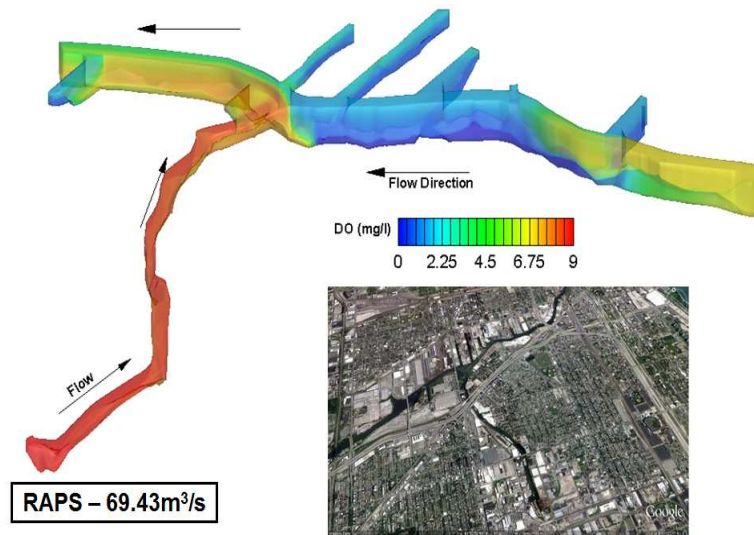 Flow Direction
DO (mg/l)
0 2.25 4.5 6.75 9
Flow
RAPS – 69.43m³/s
Google